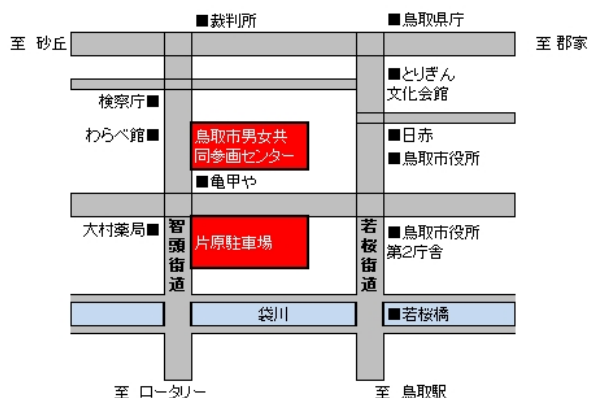 ■裁判所
■鳥取県庁
至 砂丘
至 郡家
■とりぎん
文化会館
検察庁■
わらべ館■
鳥取市男女共
同参画センター
■日赤
■鳥取市役所
■亀甲や
大村薬局■
智頭街道
片原駐車場
若桜街道
■鳥取市役所
第2庁舎
袋川
■若桜橋
至 ロータリー
至 鳥取駅